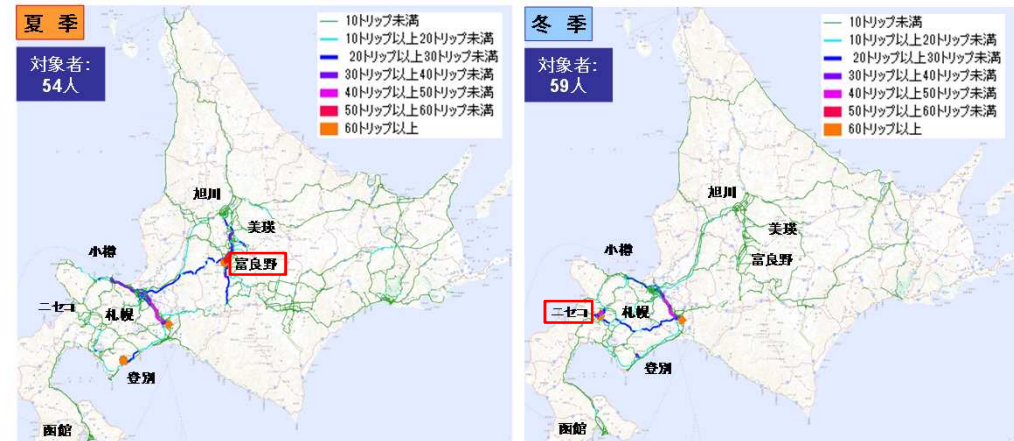 夏 季
対象者:
54人
10トリップ未満
10トリップ以上20トリップ未満
20トリップ以上30トリップ未満
30トリップ以上40トリップ未満
40トリップ以上50トリップ未満
50トリップ以上60トリップ未満
60トリップ以上
旭川
美瑛
小樽
富良野
ニセコ
札幌
登別
函館
冬 季
対象者:
59人
10トリップ未満
10トリップ以上20トリップ未満
20トリップ以上30トリップ未満
30トリップ以上40トリップ未満
40トリップ以上50トリップ未満
50トリップ以上60トリップ未満
60トリップ以上
旭川
美瑛
小樽
富良野
ニセコ
札幌
登別
函館